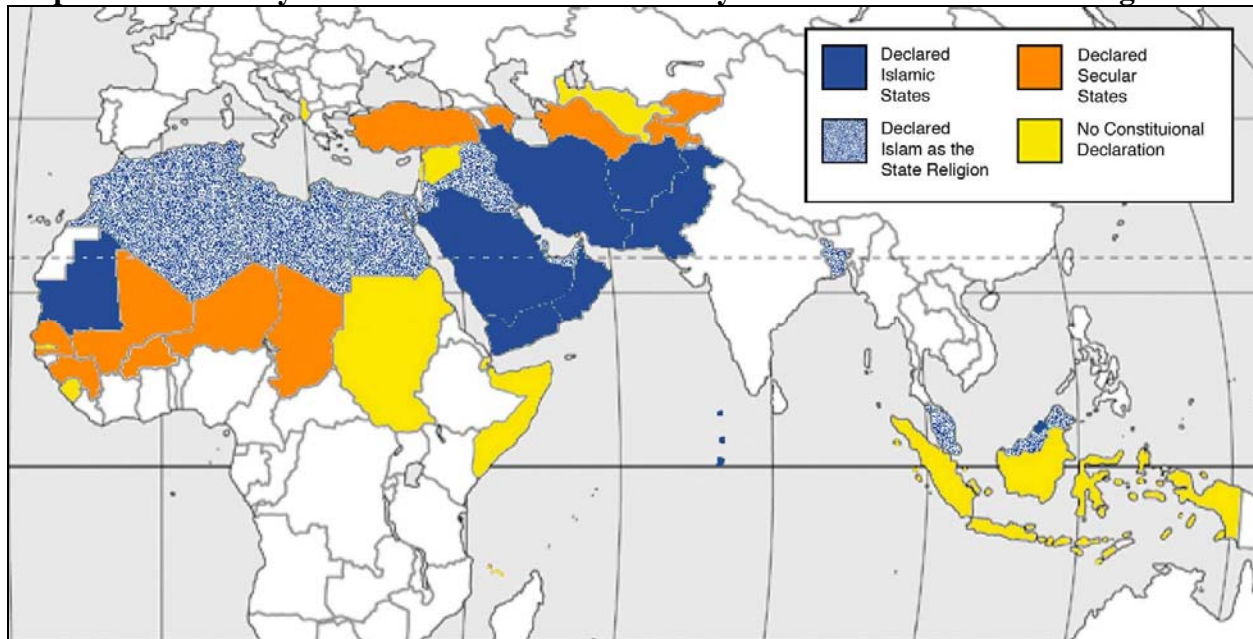 Declared
Islamic
States
Declared
Secular
States
Declared
Islam as the
State Religion
No Constituional
Declaration